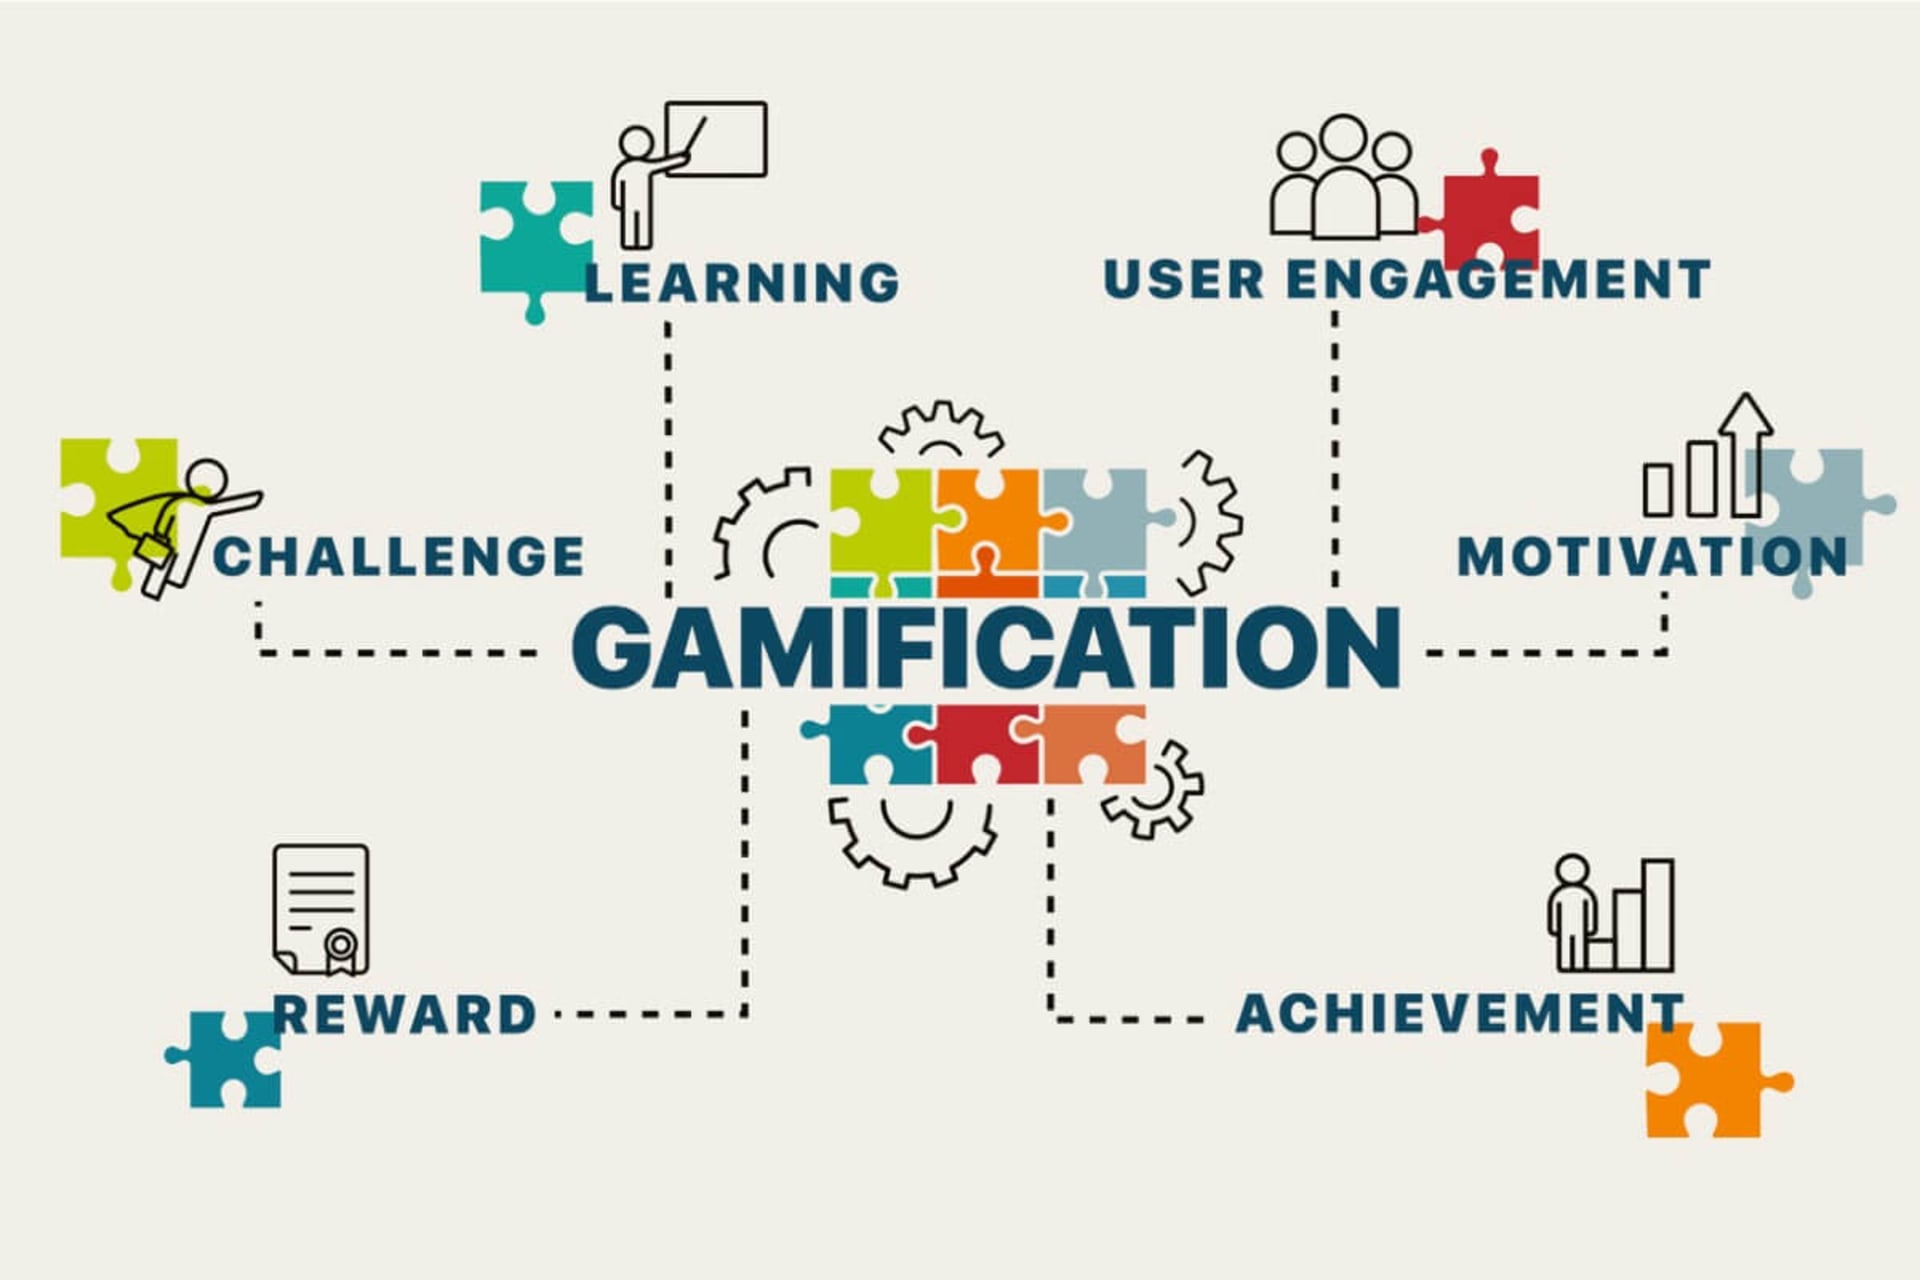 LEARNING
USER ENGAGEMENT
CHALLENGE
MOTIVATION
GAMIFICATION
REWARD
ACHIEVEMENT